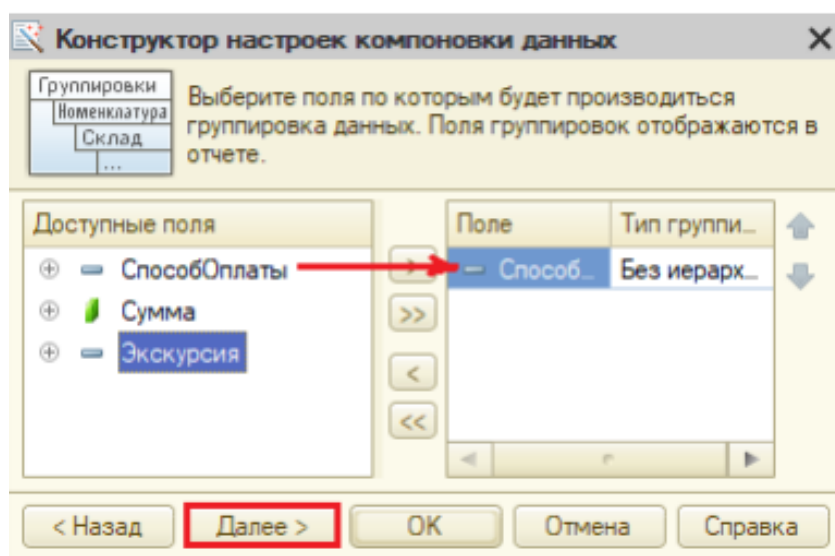 Конструктор настроек компоновки данных
Группировки
Номенклатура
Склад
...
Выберите поля по которым будет производиться
группировка данных. Поля группировок отображаются в
отчете.
Доступные поля
СпособОплаты
Сумма
Экскурсия
>
>>
<
<<
Поле Тип группи...
Способ... Без иерарх...
< Назад Далее > ОК Отмена Справка